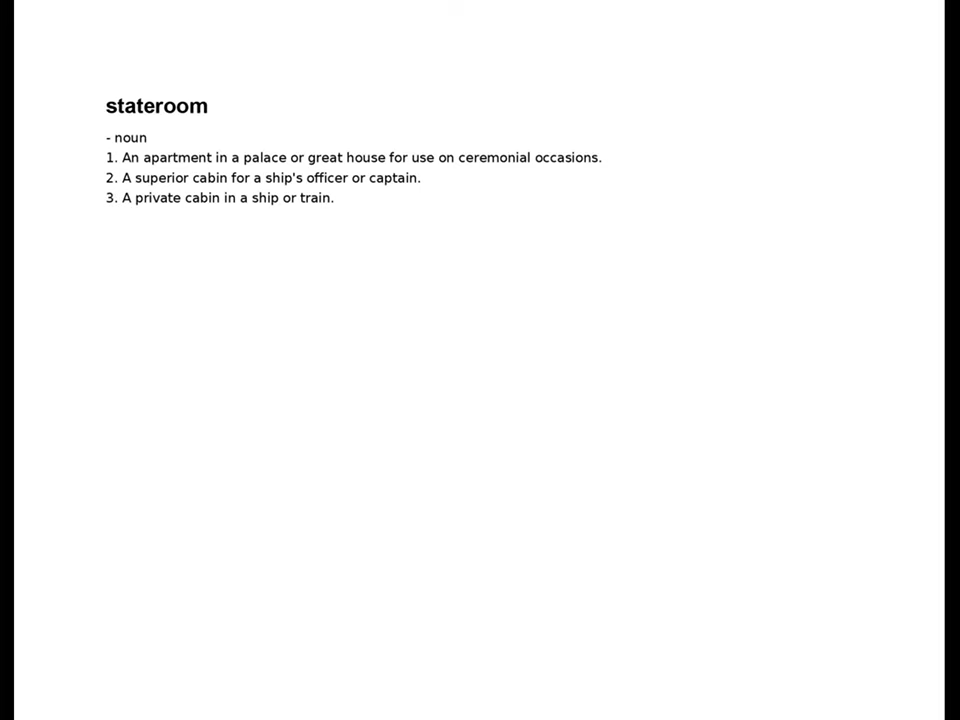 stateroom
- noun
1. An apartment in a palace or great house for use on ceremonial occasions.
2. A superior cabin for a ship's officer or captain.
3. A private cabin in a ship or train.